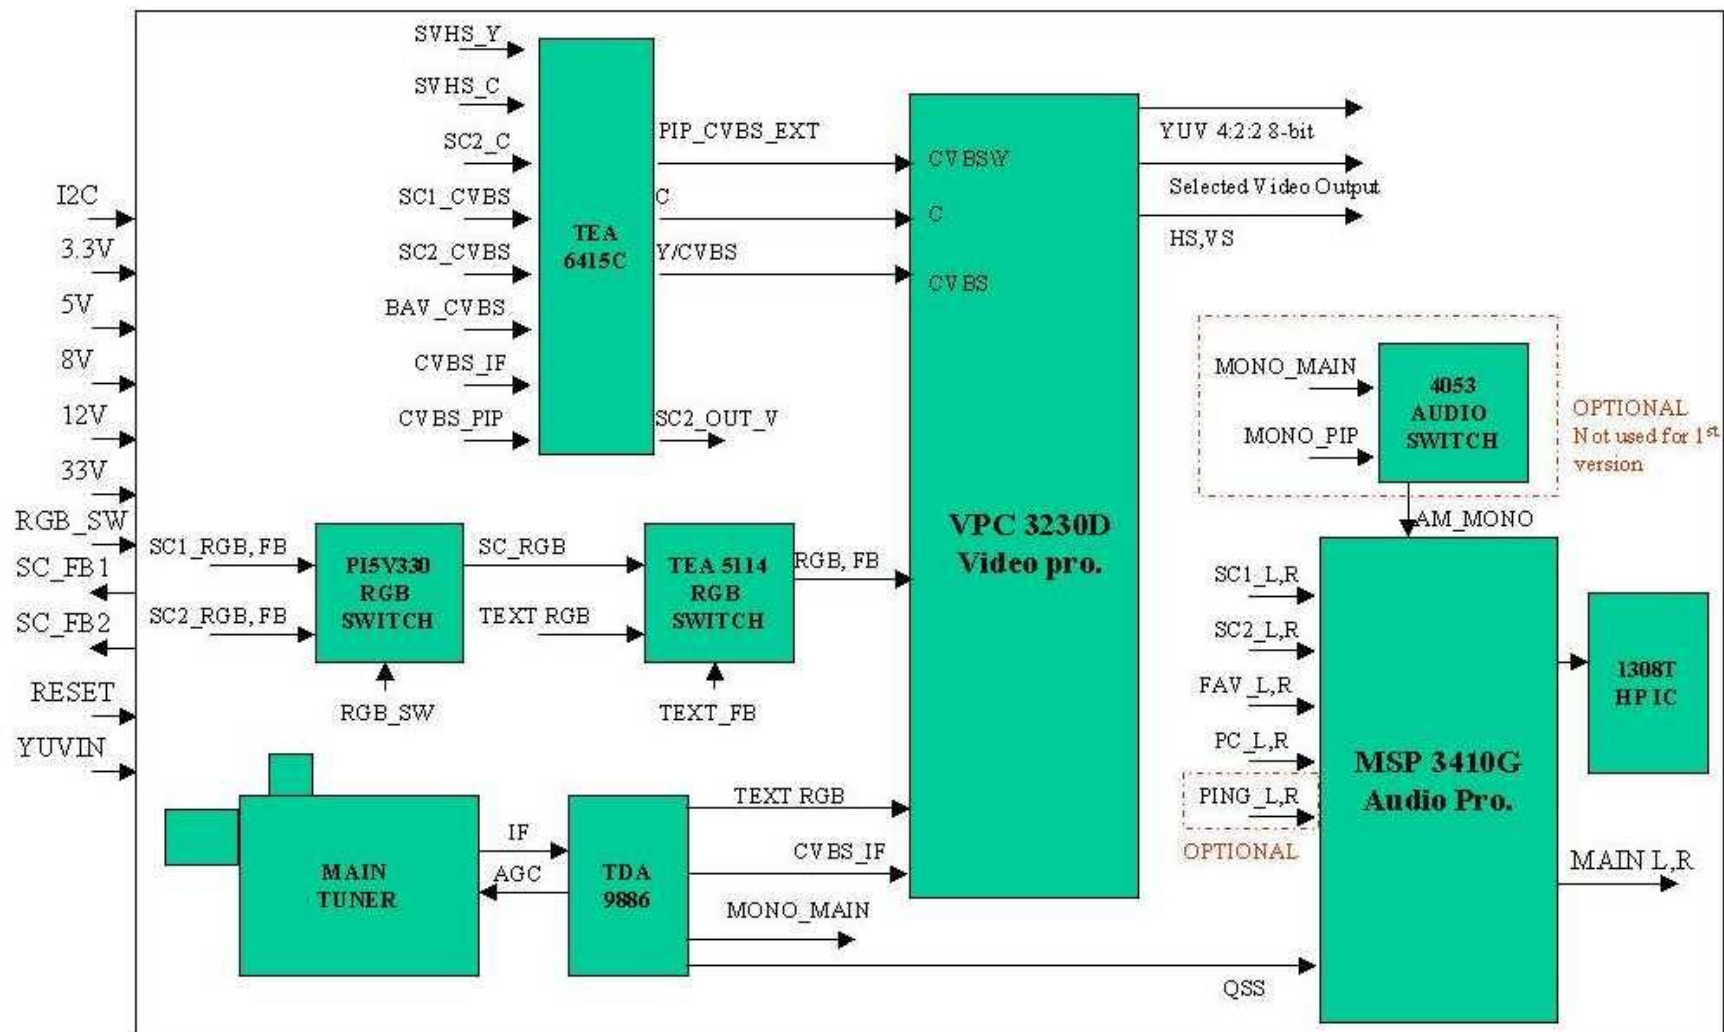 I2C
3.3V
5V
8V
12V
33V
RGB_SW
SC_FB1
SC_FB2
RESET
YUVIN
SVHS_Y
SVHS_C
SC2_C
SC1_CVBS
SC2_CVBS
BAV_CVBS
CVBS_IF
CVBS_PIP
TEA
6415C
PIP_CVBS_EXT
C
Y/CVBS
SC2_OUT_V
CVBS\Y
C
CVBS
VPC 3230D
Video pro.
YUV 4:2:2 8-bit
Selected Video Output
HS,VS
SC1_RGB, FB
SC2_RGB, FB
PI5V330
RGB
SWITCH
RGB_SW
SC_RGB
TEXT RGB
TEA 5114
RGB
SWITCH
TEXT_FB
RGB, FB
MAIN
TUNER
IF
AGC
TDA
9886
TEXT RGB
CVBS_IF
MONO_MAIN
QSS
MONO_MAIN
MONO_PIP
4053
AUDIO
SWITCH
OPTIONAL
Not used for 1st
version
AM_MONO
SC1_L,R
SC2_L,R
FAV_L,R
PC_L,R
PING_L,R
OPTIONAL
MSP 3410G
Audio Pro.
1308T
HP IC
MAIN L,R